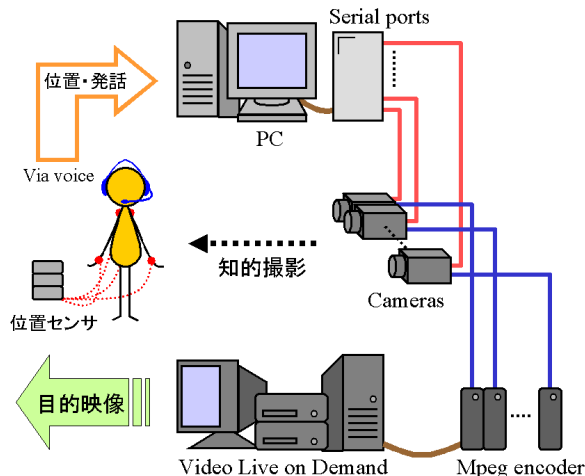 Serial ports
位置・発話
PC
Via voice
知的撮影
Cameras
位置センサ
目的映像
Video Live on Demand
Mpeg encoder